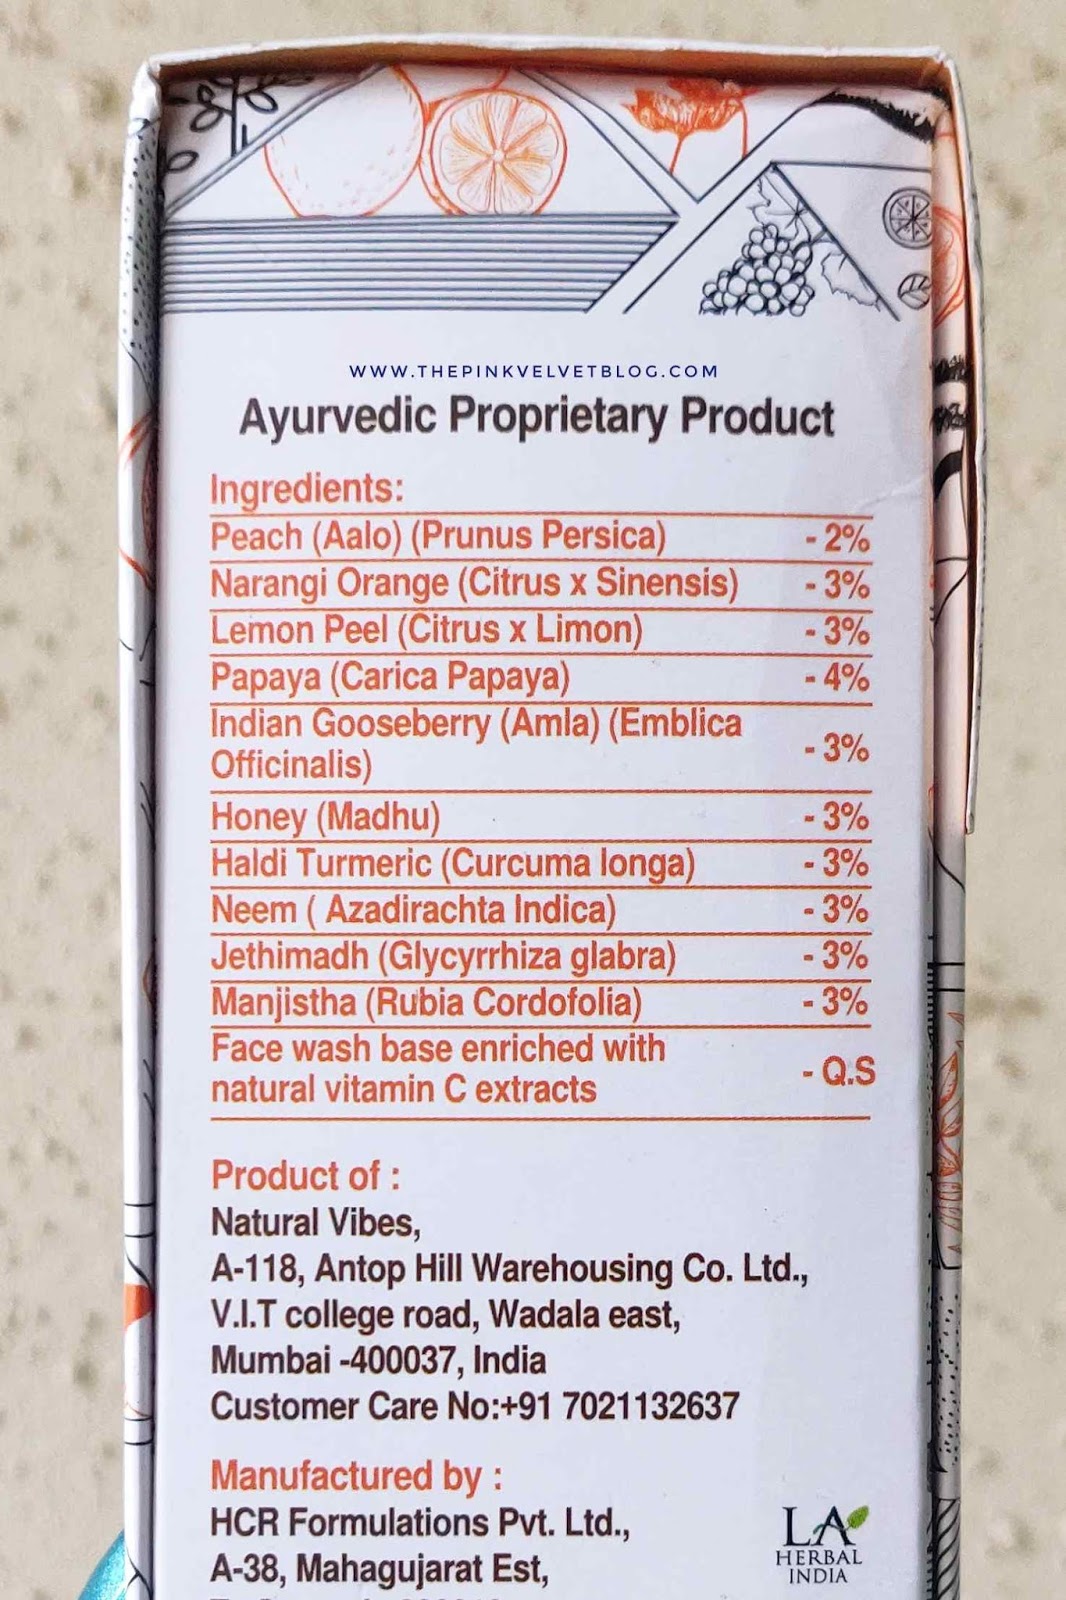 WWW.THEPINKVELVETBLOG.COM
Ayurvedic Proprietary Product
Ingredients:
Peach (Aalo) (Prunus Persica) - 2%
Narangi Orange (Citrus x Sinensis) - 3%
Lemon Peel (Citrus x Limon) - 3%
Papaya (Carica Papaya) - 4%
Indian Gooseberry (Amla) (Emblica
Officinalis) - 3%
Honey (Madhu) - 3%
Haldi Turmeric (Curcuma longa) - 3%
Neem ( Azadirachta Indica) - 3%
Jethimadh (Glycyrrhiza glabra) - 3%
Manjistha (Rubia Cordofolia) - 3%
Face wash base enriched with
natural vitamin C extracts - Q.S
Product of :
Natural Vibes,
A-118, Antop Hill Warehousing Co. Ltd.,
V.I.T college road, Wadala east,
Mumbai -400037, India
Customer Care No:+91 7021132637
Manufactured by :
HCR Formulations Pvt. Ltd.,
A-38, Mahagujarat Est,
LA
HERBAL
INDIA